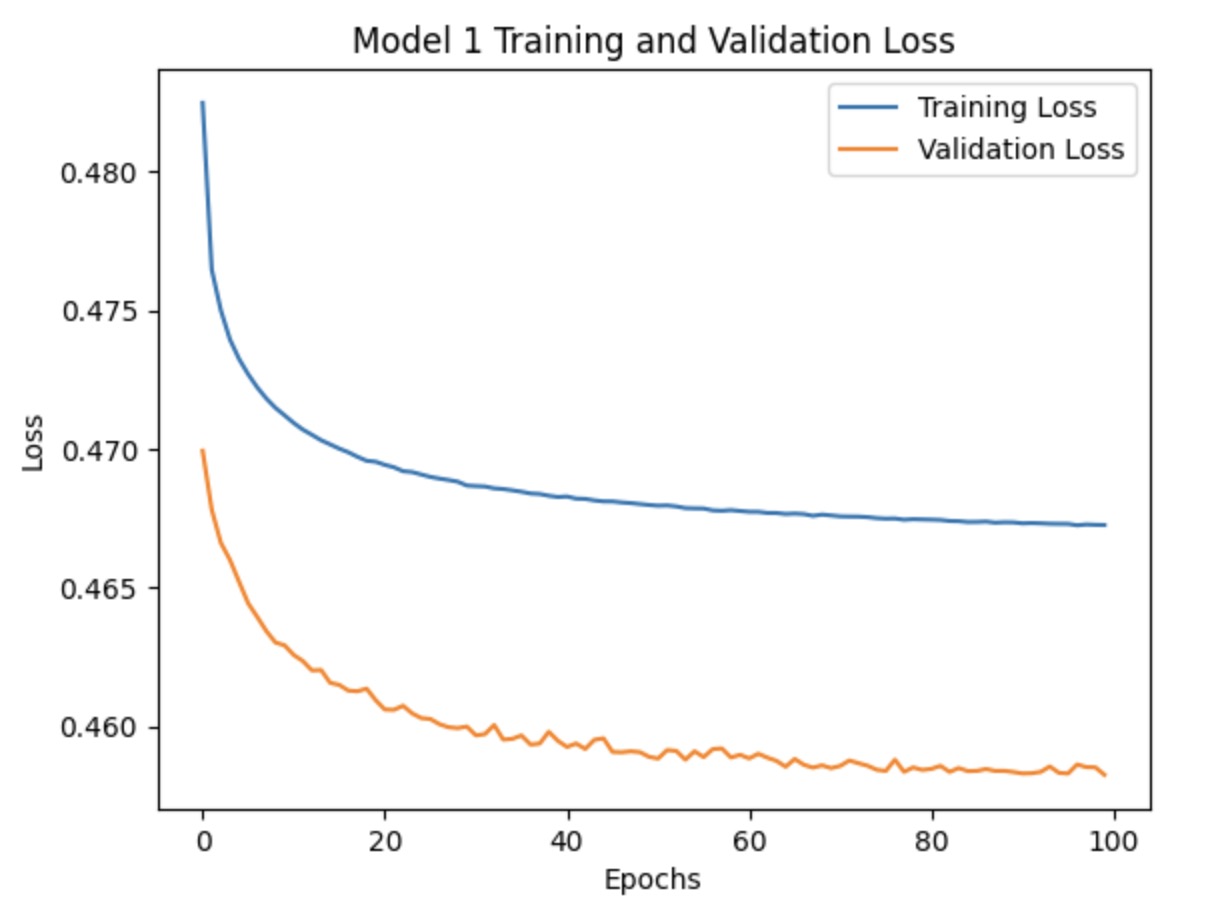 Model 1 Training and Validation Loss
Training Loss
Validation Loss
0.480
0.475
0.470
0.465
0.460
Loss
0 20 40 60 80 100
Epochs